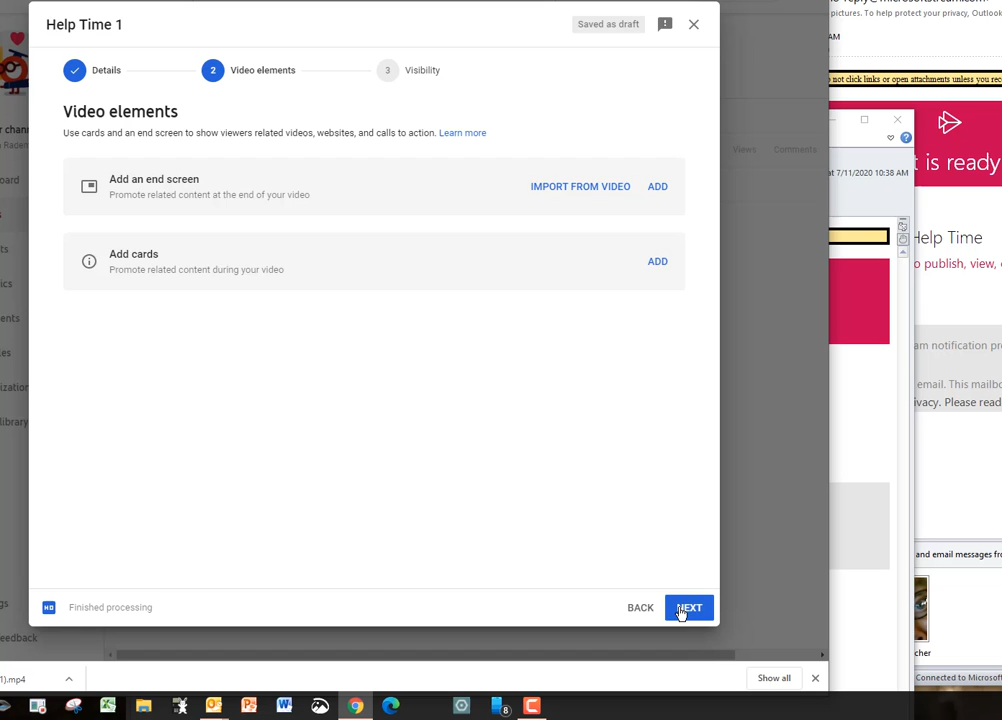 Help Time 1
Saved as draft
Details
2
Video elements
3
Visibility
Video elements
Use cards and an end screen to show viewers related videos, websites, and calls to action. Learn more
Add an end screen
Promote related content at the end of your video
IMPORT FROM VIDEO
ADD
Add cards
Promote related content during your video
ADD
HD
Finished processing
BACK
NEXT
Views
Comments
pictures. To help protect your privacy, Outlook
AM
not click links or open attachments unless you rec
t is ready
at 7/11/2020 10:38 AM
Help Time
o publish, view,
am notification pr
email. This mailbo
ivacy. Please read
and email messages fro
cher
Connected to Microsof
1).mp4
Show all
8